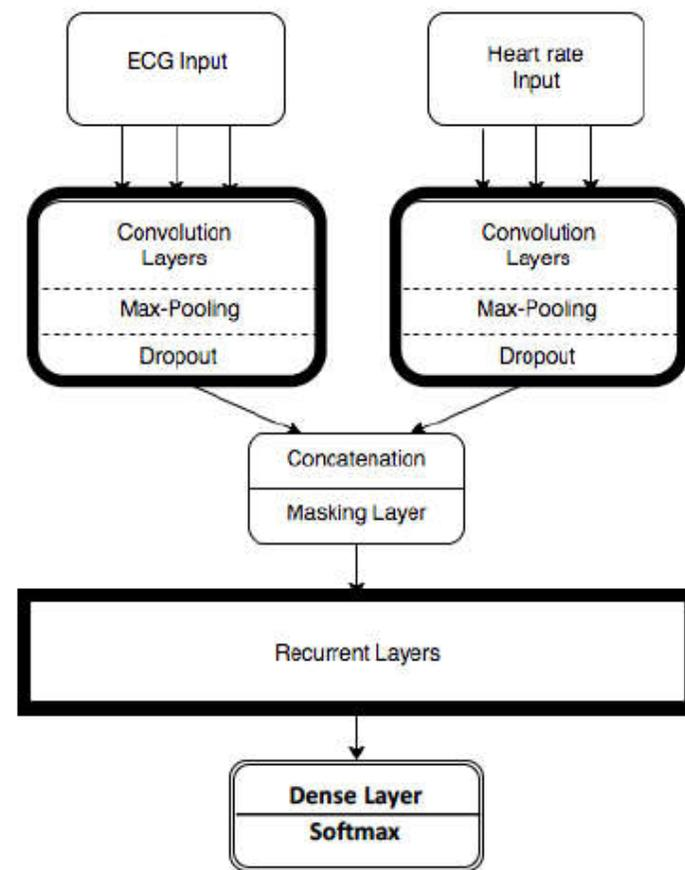 ECG Input
Heart rate
Input
Convolution
Layers
Max-Pooling
Dropout
Convolution
Layers
Max-Pooling
Dropout
Concatenation
Masking Layer
Recurrent Layers
Dense Layer
Softmax